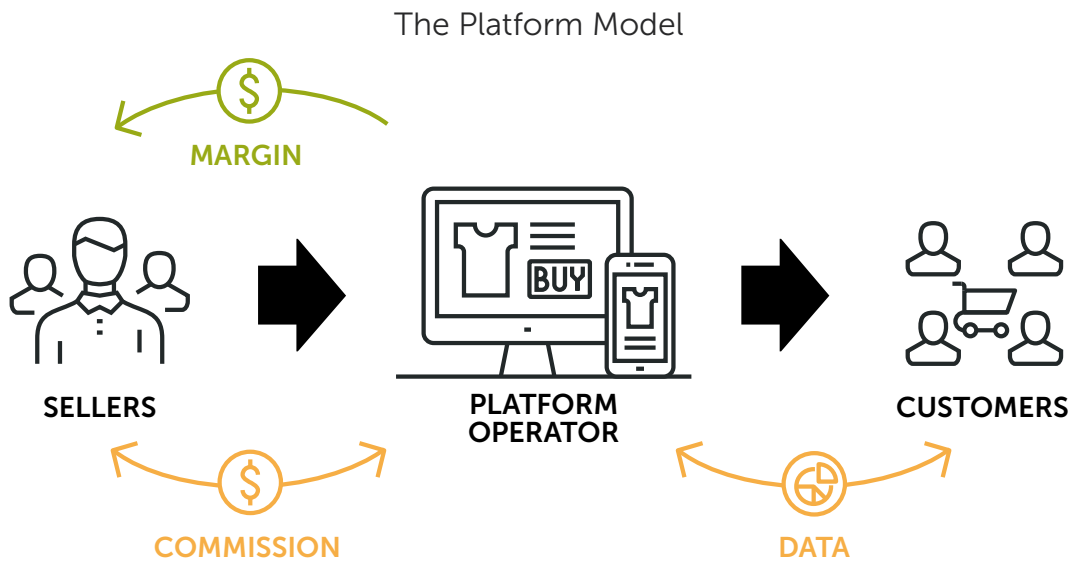 The Platform Model
MARGIN
BUY
SELLERS
PLATFORM
OPERATOR
CUSTOMERS
COMMISSION
DATA